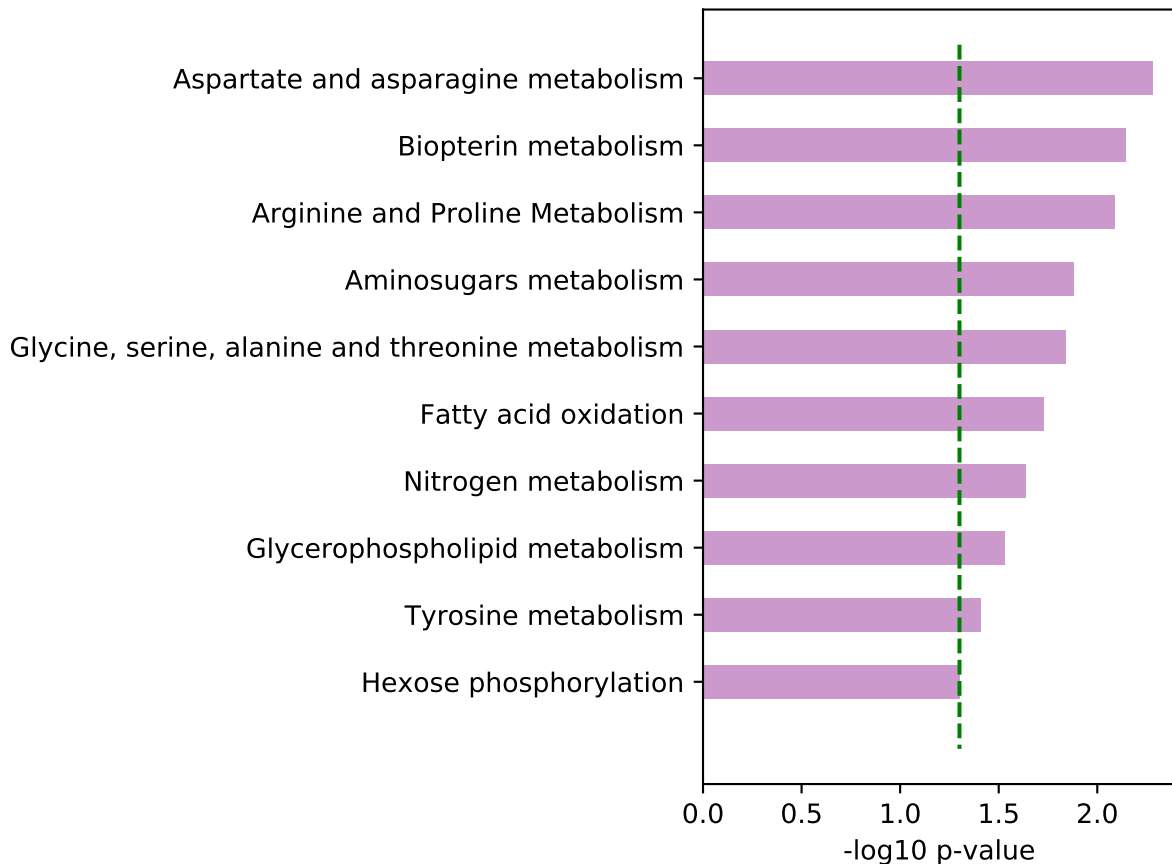 Aspartate and asparagine metabolism
Biopterin metabolism
Arginine and Proline Metabolism
Aminosugars metabolism
Glycine, serine, alanine and threonine metabolism
Fatty acid oxidation
Nitrogen metabolism
Glycerophospholipid metabolism
Tyrosine metabolism
Hexose phosphorylation
0.0 0.5 1.0 1.5 2.0
-log10 p-value